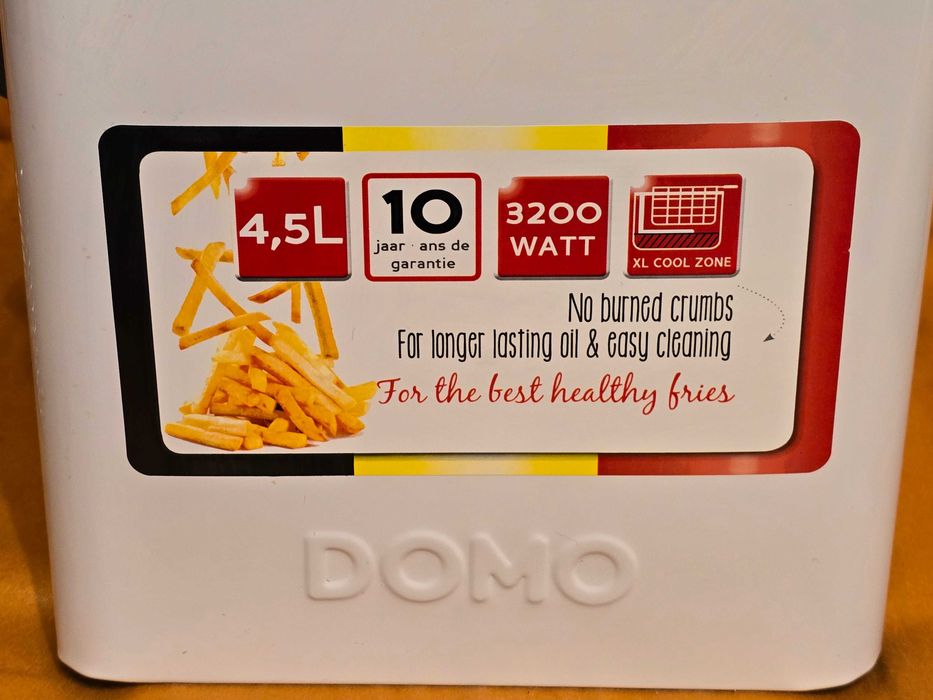 4,5L
10
jaar · ans de
garantie
3200
WATT
XL COOL ZONE
No burned crumbs
For longer lasting oil & easy cleaning
For the best healthy fries
DOMO